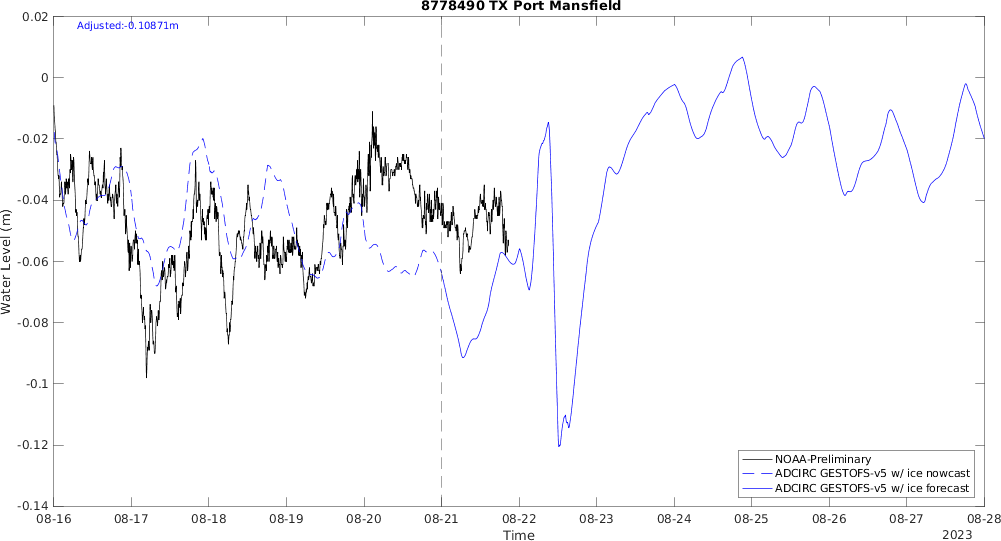 8778490 TX Port Mansfield
Adjusted:-0.10871m
0.02
0
-0.02
-0.04
-0.06
-0.08
-0.1
-0.12
-0.14
Water Level (m)
NOAA-Preliminary
ADCIRC GESTOFS-v5 w/ ice nowcast
ADCIRC GESTOFS-v5 w/ ice forecast
08-16 08-17 08-18 08-19 08-20 08-21 08-22 08-23 08-24 08-25 08-26 08-27 08-28
Time
2023